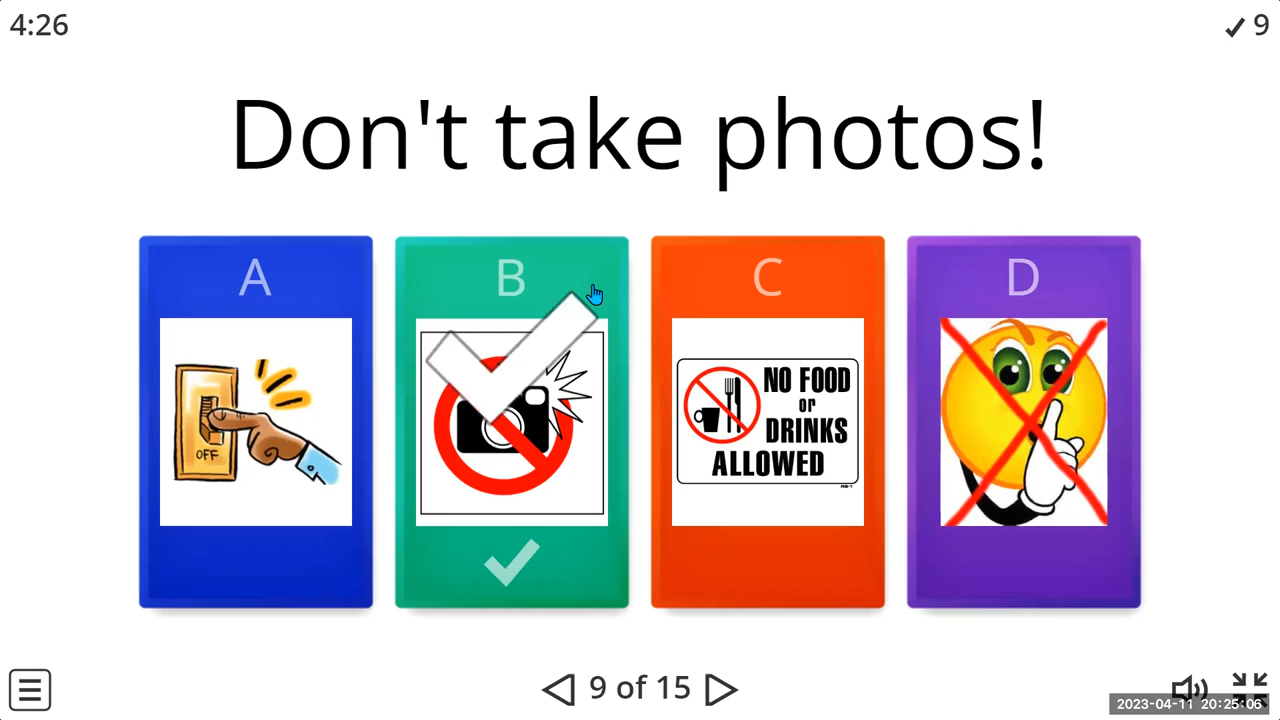 4:26
9
Don't take photos!
A
B
C
D
OFF
NO FOOD
or
DRINKS
ALLOWED
9 of 15
2023-04-11 20:25:06